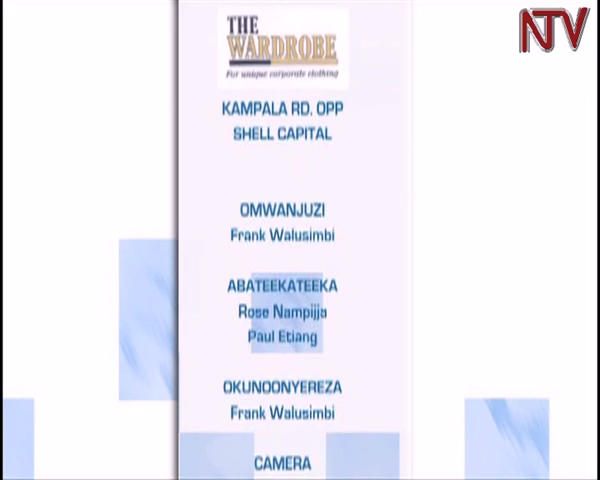 NTV
THE
WARDROBE
For unique corporate clothing
KAMPALA RD, OPP
SHELL CAPITAL
OMWANJUZI
Frank Walusimbi
ABATEEKATEEKA
Rose Nampijja
Paul Etiang
OKUNOONYEREZA
Frank Walusimbi
CAMERA